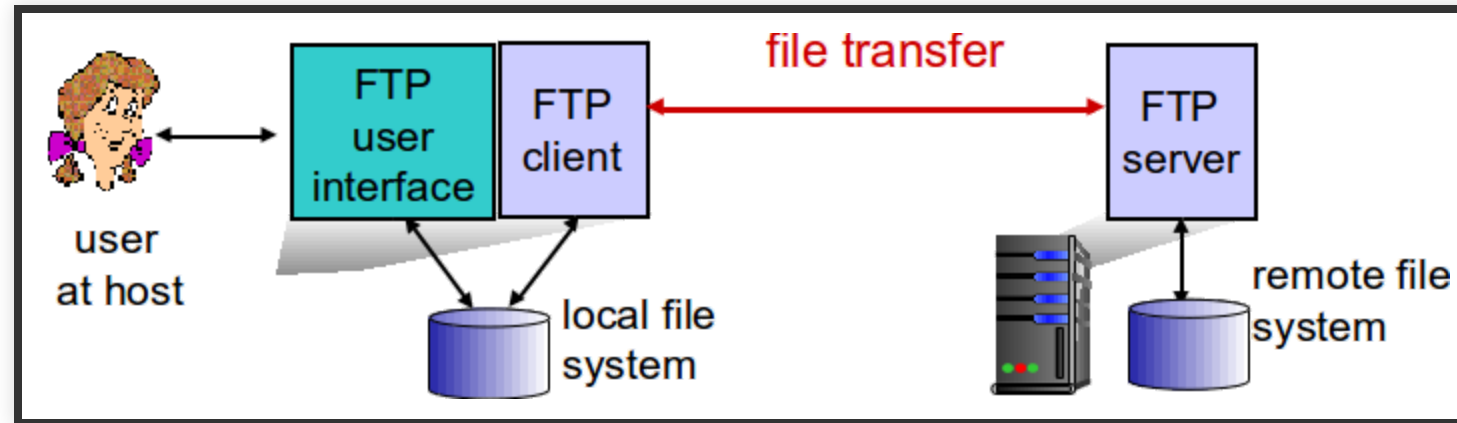 file transfer
FTP
user
interface
FTP
client
FTP
server
user
at host
local file
system
remote file
system